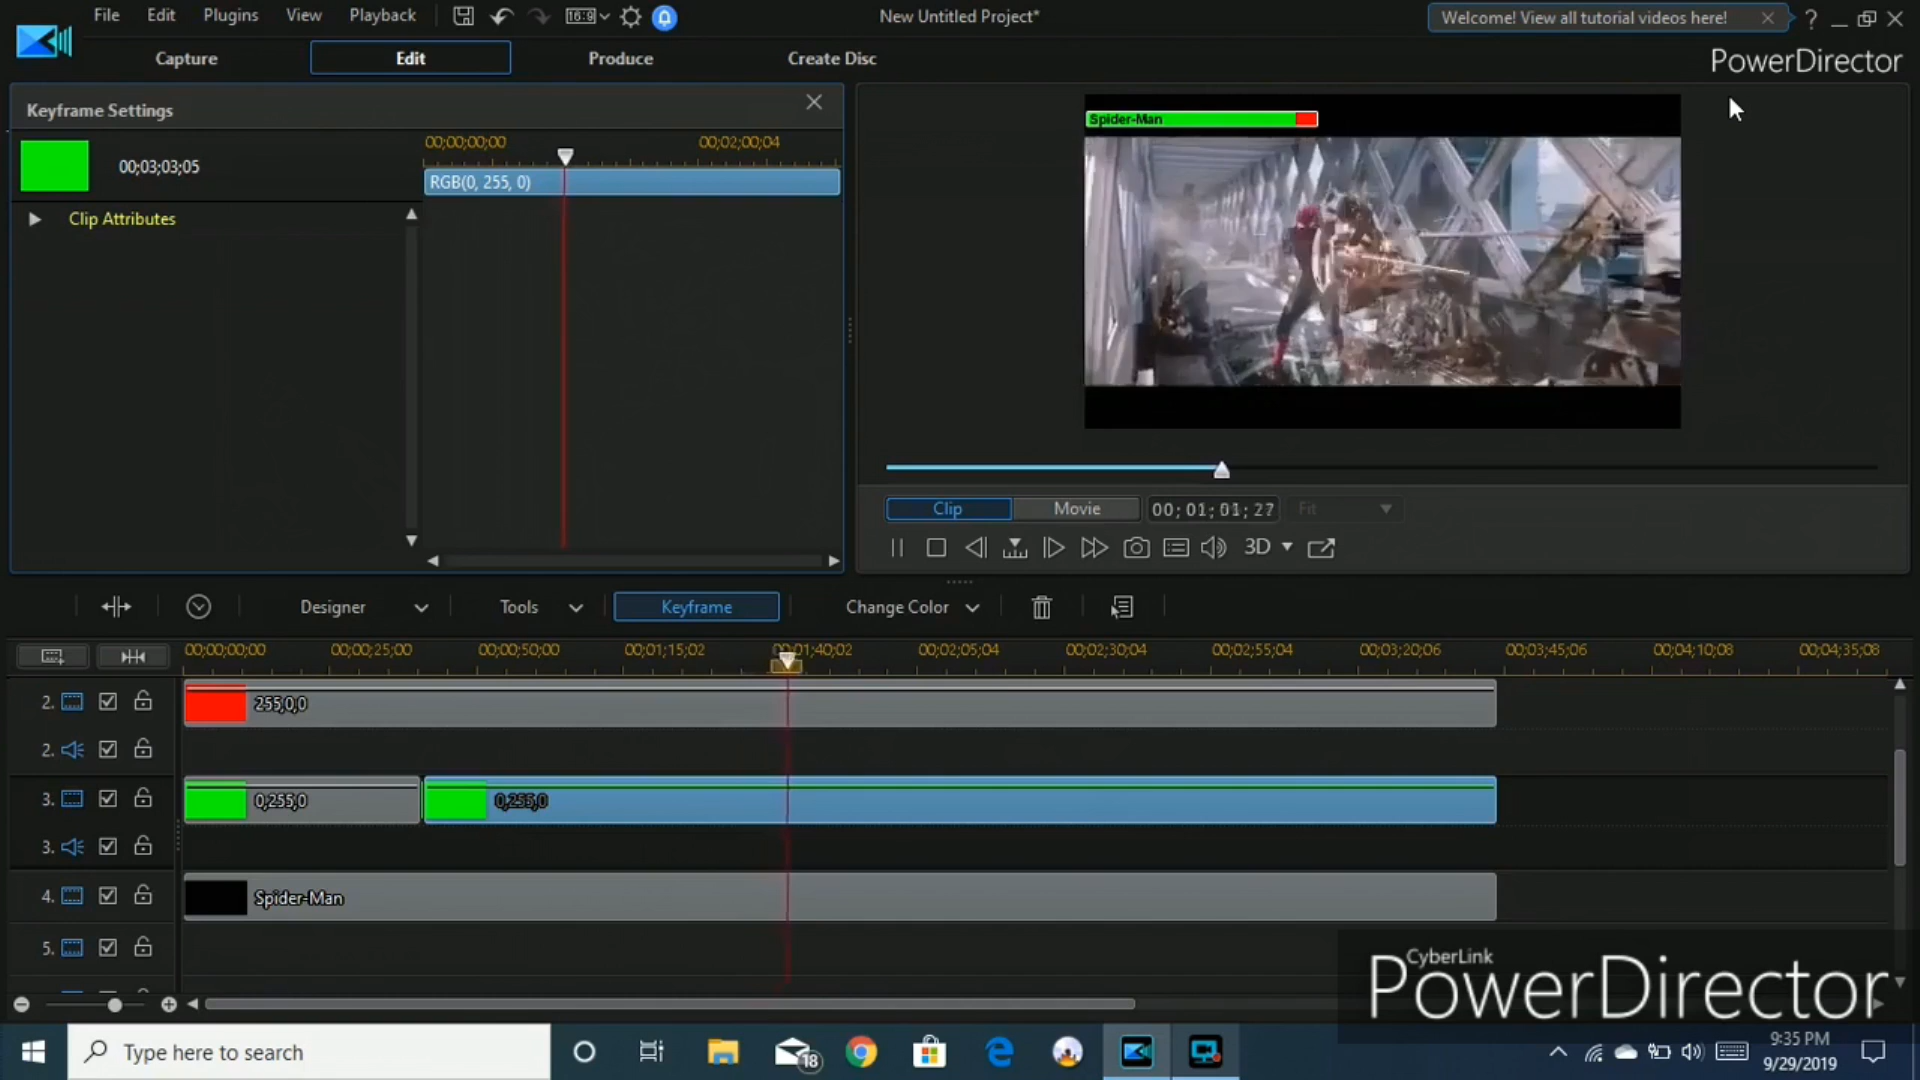 File Edit Plugins View Playback
16:9
New Untitled Project*
Welcome! View all tutorial videos here!
?
Capture Edit Produce Create Disc
PowerDirector
Keyframe Settings
00;03;03;05
00;00;00;00 00;02;00;04
RGB(0, 255, 0)
Clip Attributes
Spider-Man
Clip Movie 00; 01; 01; 27 Fit
3D
Designer Tools Keyframe Change Color
00;00;00;00 00;00;25;00 00;00;50;00 00;01;15;02 00;01;40;02 00;02;05;04 00;02;30;04 00;02;55;04 00;03;20;06 00;03;45;06 00;04;10;08 00;04;35;08
2. 255,0,0
2.
3. 0,255,0 0,255,0
3.
4. Spider-Man
5.
CyberLink
PowerDirector
Type here to search
18
9:35 PM
9/29/2019